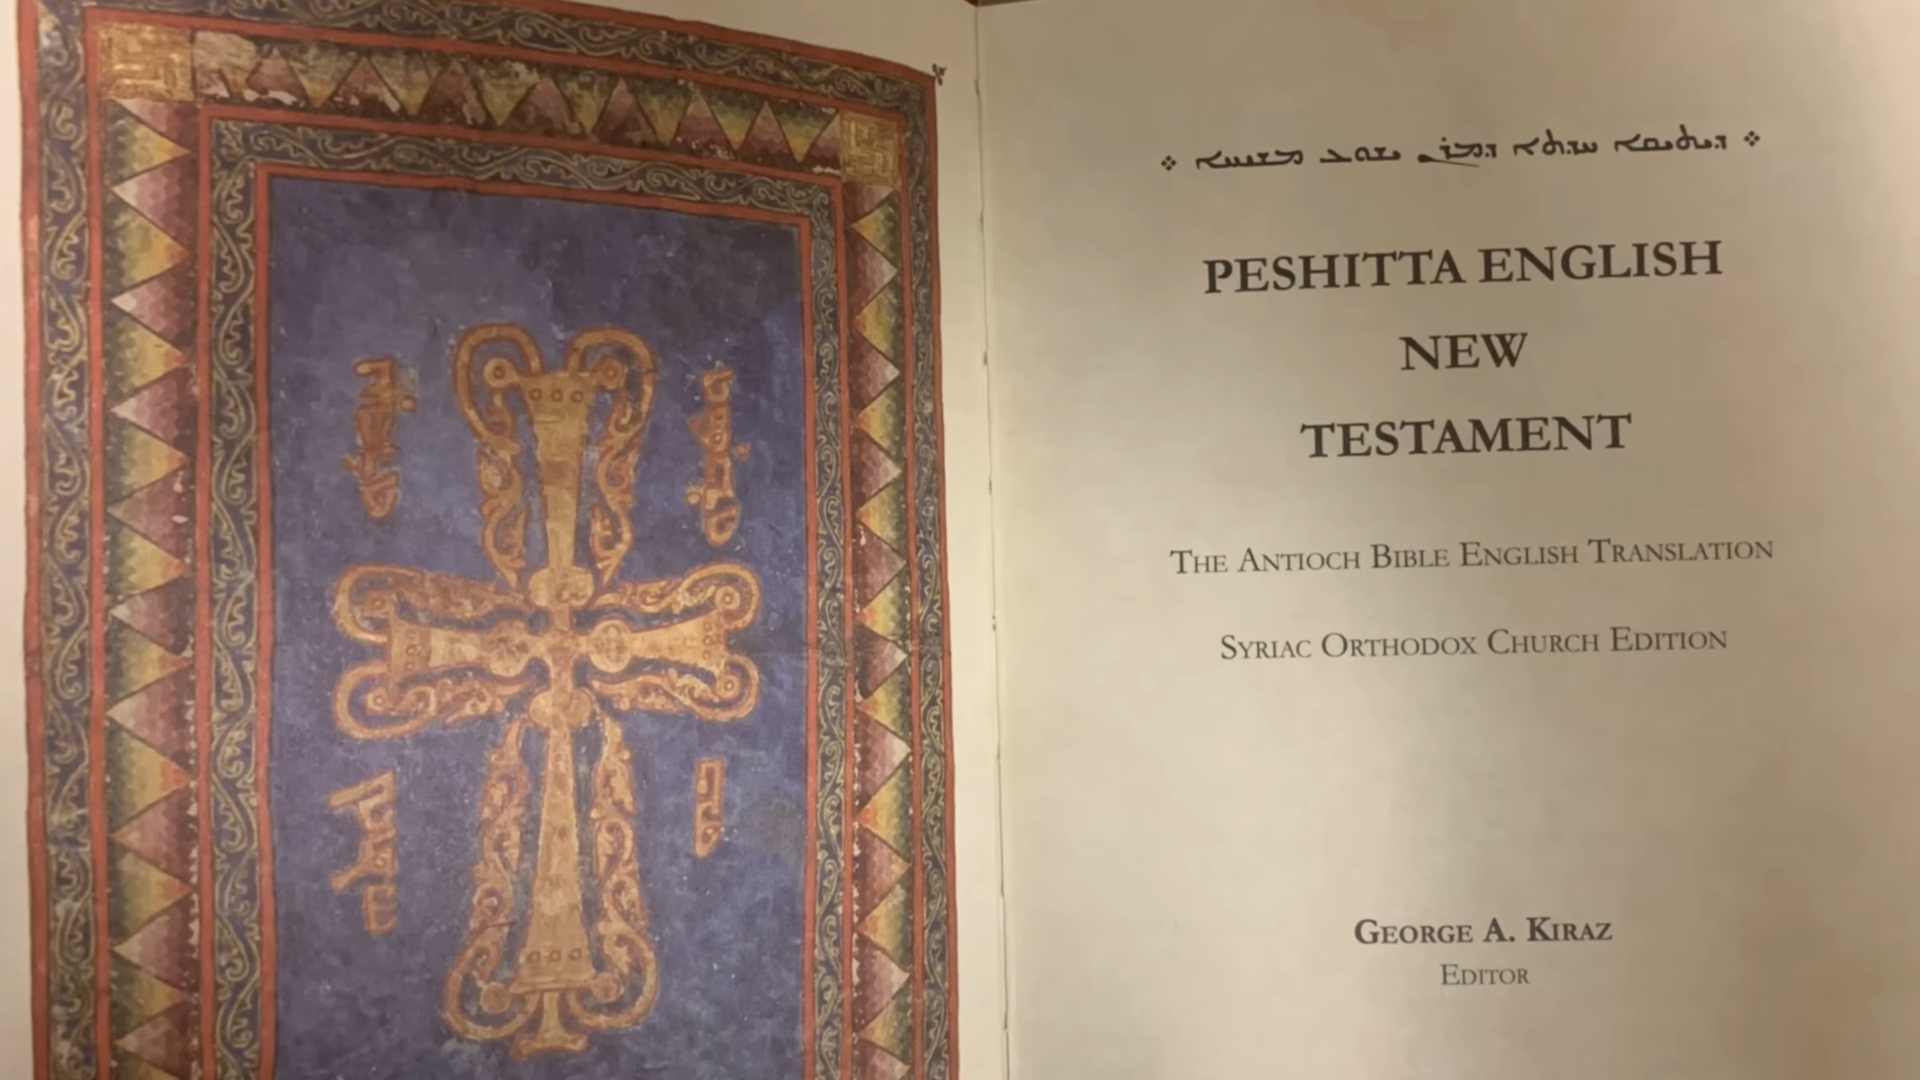 ❖ ܕܝܬܝܩܐ ܚܕܬܐ ܕܡܪܢ ܝܫܘܥ ܡܫܝܚܐ ❖
PESHITTA ENGLISH
NEW
TESTAMENT
THE ANTIOCH BIBLE ENGLISH TRANSLATION
SYRIAC ORTHODOX CHURCH EDITION
GEORGE A. KIRAZ
EDITOR